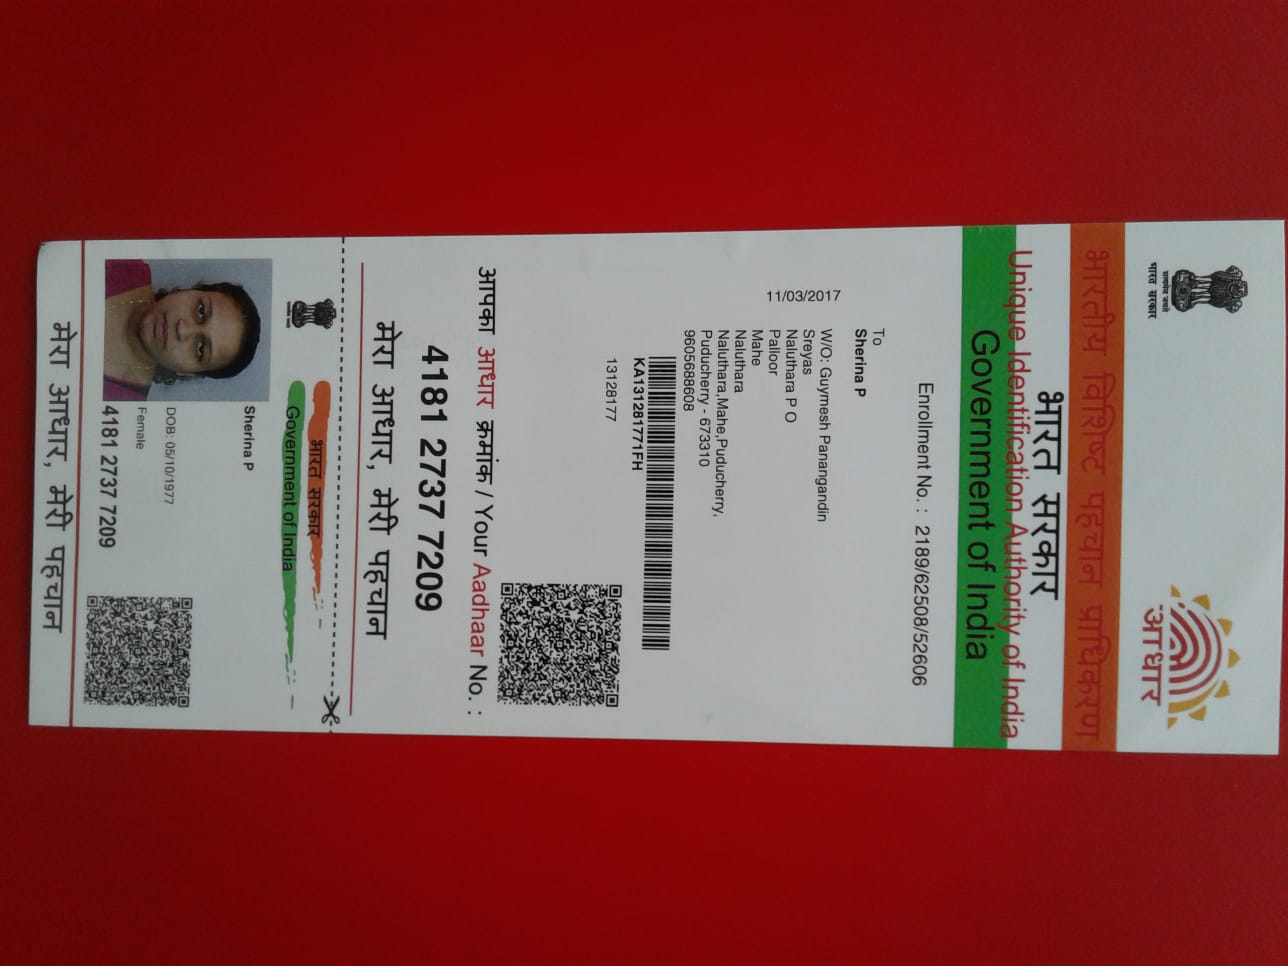 सत्यमेव जयते
भारत सरकार
आधार
भारतीय विशिष्ट पहचान प्राधिकरण
भारत सरकार
Unique Identification Authority of India
Government of India
Enrollment No. : 2189/62508/52606
To
Sherina P
11/03/2017
W/O: Guymesh Panangandin
Sreyas
Naluthara P O
Palloor
Mahe
Naluthara
Naluthara,Mahe,Puducherry,
Puducherry - 673310
9605688608
KA131281771FH
13128177
आपका आधार क्रमांक / Your Aadhaar No. :
4181 2737 7209
मेरा आधार, मेरी पहचान
भारत सरकार
Government of India
Sherina P
DOB: 05/10/1977
Female
4181 2737 7209
मेरा आधार, मेरी पहचान